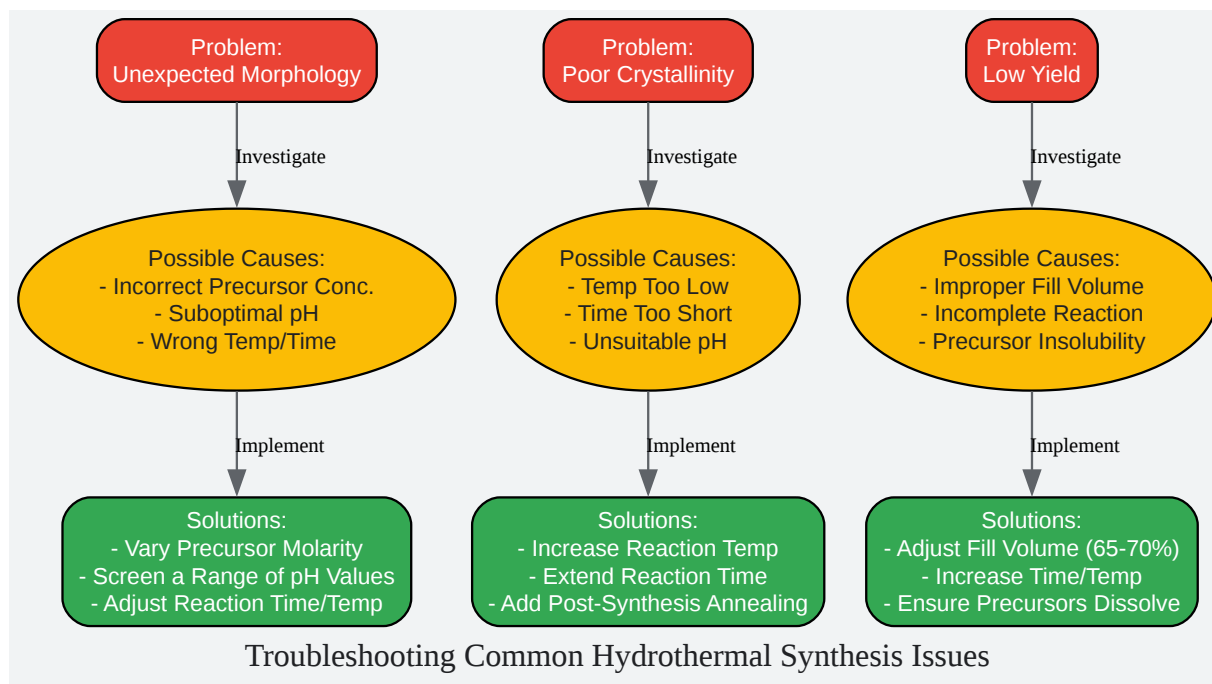 Problem:
Unexpected Morphology
Investigate
Possible Causes:
- Incorrect Precursor Conc.
- Suboptimal pH
- Wrong Temp/Time
Implement
Solutions:
- Vary Precursor Molarity
- Screen a Range of pH Values
- Adjust Reaction Time/Temp
Problem:
Poor Crystallinity
Investigate
Possible Causes:
- Temp Too Low
- Time Too Short
- Unsuitable pH
Implement
Solutions:
- Increase Reaction Temp
- Extend Reaction Time
- Add Post-Synthesis Annealing
Problem:
Low Yield
Investigate
Possible Causes:
- Improper Fill Volume
- Incomplete Reaction
- Precursor Insolubility
Implement
Solutions:
- Adjust Fill Volume (65-70%)
- Increase Time/Temp
- Ensure Precursors Dissolve
Troubleshooting Common Hydrothermal Synthesis Issues